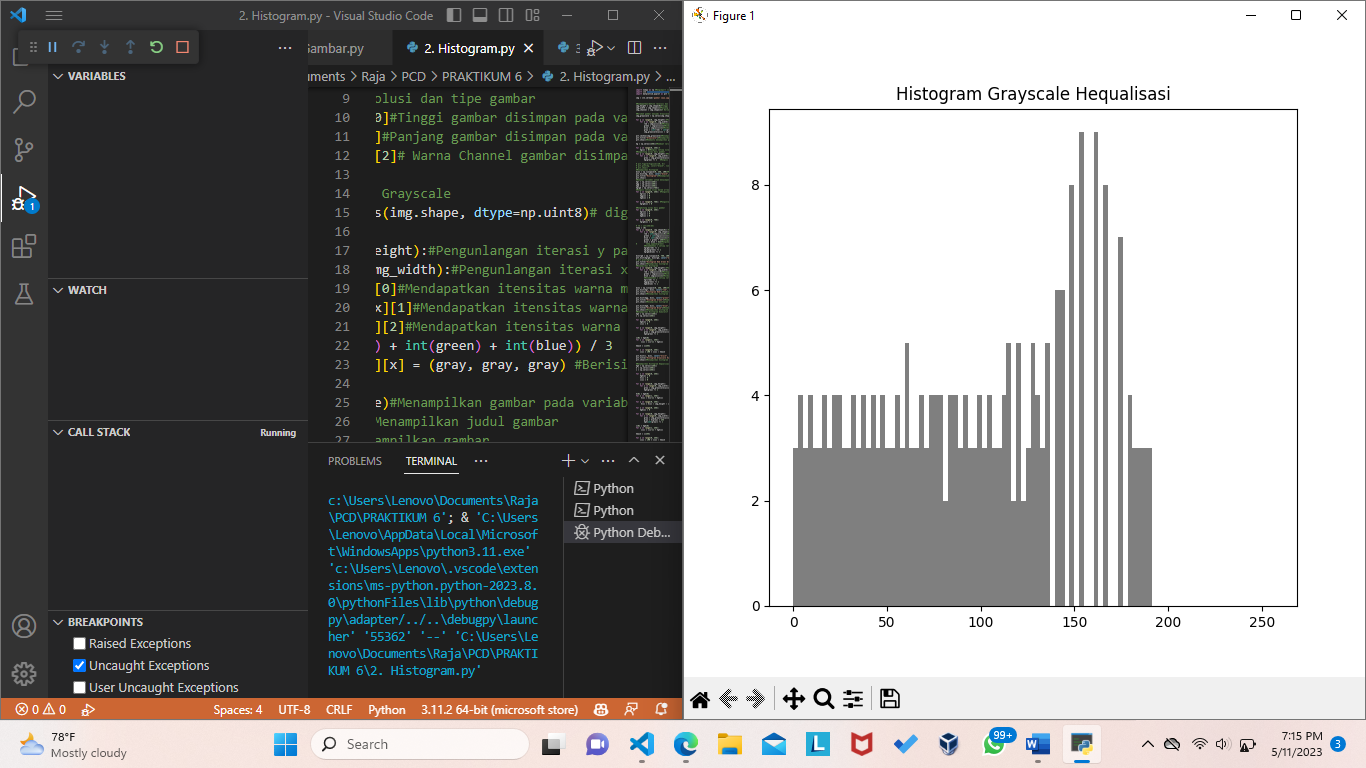 2. Histogram.py - Visual Studio Code
Gambar.py
2. Histogram.py
3
uments > Raja > PCD > PRAKTIKUM 6 > 2. Histogram.py > ...
VARIABLES
WATCH
CALL STACK
Running
BREAKPOINTS
Raised Exceptions
Uncaught Exceptions
User Uncaught Exceptions
1
9 olusi dan tipe gambar
10 0]#Tinggi gambar disimpan pada va
11 ]#Panjang gambar disimpan pada va
12 [2]# Warna Channel gambar disimpa
13
14 Grayscale
15 s(img.shape, dtype=np.uint8)# dig
16
17 eight):#Pengunlangan iterasi y pa
18 mg_width):#Pengunlangan iterasi x
19 [0]#Mendapatkan itensitas warna m
20 x][1]#Mendapatkan itensitas warna
21 ][2]#Mendapatkan itensitas warna
22 ) + int(green) + int(blue)) / 3
23 ][x] = (gray, gray, gray) #Berisi
24
25 e)#Menampilkan gambar pada variab
26 Menampilkan judul gambar
27 ampilkan gambar
PROBLEMS TERMINAL ...
c:\Users\Lenovo\Documents\Raja
\PCD\PRAKTIKUM 6'; & 'C:\Users
\Lenovo\AppData\Local\Microsof
t\WindowsApps\python3.11.exe'
'c:\Users\Lenovo\.vscode\exten
sions\ms-python.python-2023.8.
0\pythonFiles\lib\python\debug
py\adapter/../..\debugpy\launc
her' '55362' '--' 'C:\Users\Le
novo\Documents\Raja\PCD\PRAKTI
KUM 6\2. Histogram.py'
Python
Python
Python Deb...
0 0
Spaces: 4 UTF-8 CRLF Python 3.11.2 64-bit (microsoft store)
Figure 1
Histogram Grayscale Hequalisasi
8
6
4
2
0
0 50 100 150 200 250
78°F
Mostly cloudy
Search
99+
7:15 PM
5/11/2023
3